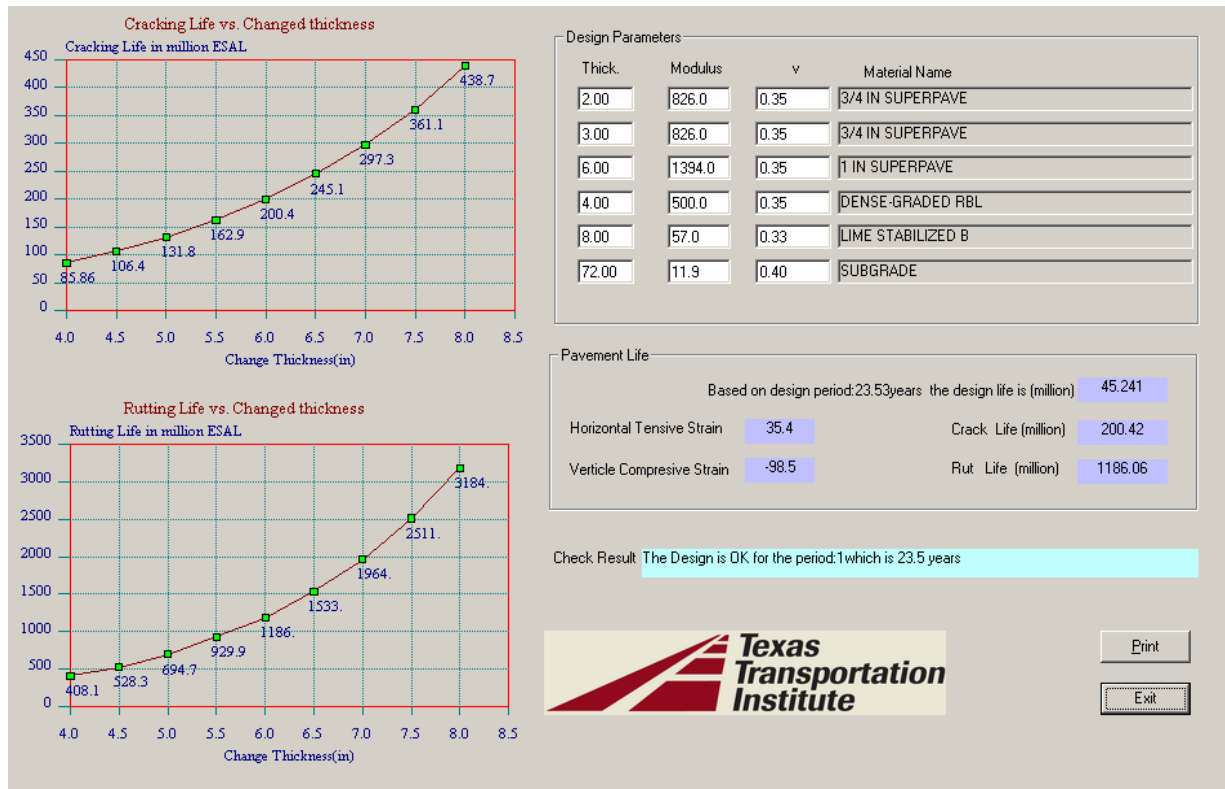 Cracking Life vs. Changed thickness
Cracking Life in million ESAL
450
400
350
300
250
200
150
100
50
0
85.86
106.4
131.8
162.9
200.4
245.1
297.3
361.1
438.7
4.0 4.5 5.0 5.5 6.0 6.5 7.0 7.5 8.0 8.5
Change Thickness(in)
Rutting Life vs. Changed thickness
Rutting Life in million ESAL
3500
3000
2500
2000
1500
1000
500
0
408.1
528.3
694.7
929.9
1186.
1533.
1964.
2511.
3184.
4.0 4.5 5.0 5.5 6.0 6.5 7.0 7.5 8.0 8.5
Change Thickness(in)
Design Parameters
Thick. Modulus v Material Name
2.00 826.0 0.35 3/4 IN SUPERPAVE
3.00 826.0 0.35 3/4 IN SUPERPAVE
6.00 1394.0 0.35 1 IN SUPERPAVE
4.00 500.0 0.35 DENSE-GRADED RBL
8.00 57.0 0.33 LIME STABILIZED B
72.00 11.9 0.40 SUBGRADE
Pavement Life
Based on design period:23.53years the design life is (million) 45.241
Horizontal Tensive Strain 35.4 Crack Life (million) 200.42
Verticle Compresive Strain -98.5 Rut Life (million) 1186.06
Check Result The Design is OK for the period:1which is 23.5 years
Texas
Transportation
Institute
Print
Exit